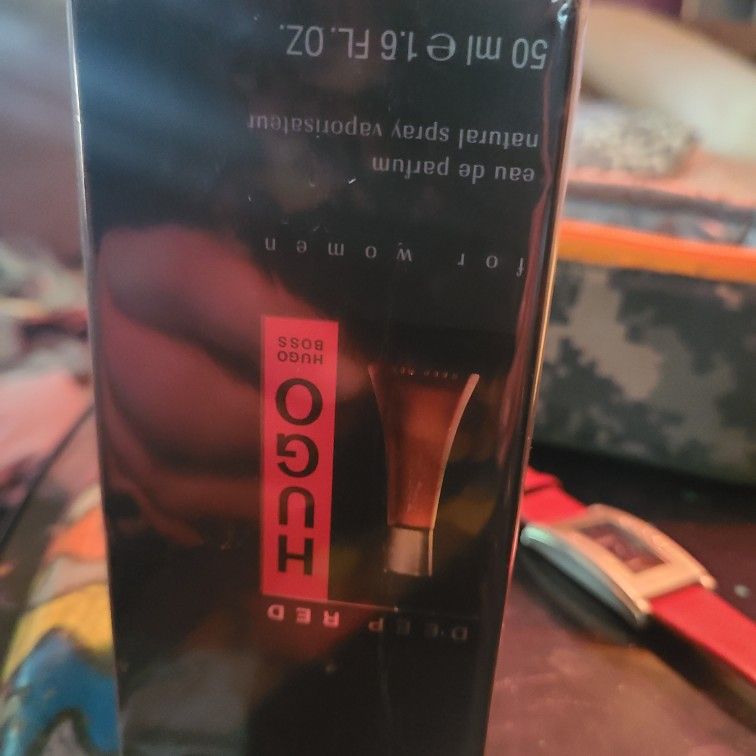 DEEP RED
HUGO
HUGO
BOSS
for women
eau de parfum
natural spray vaporisateur
50 ml ℮ 1.6 FL. OZ.